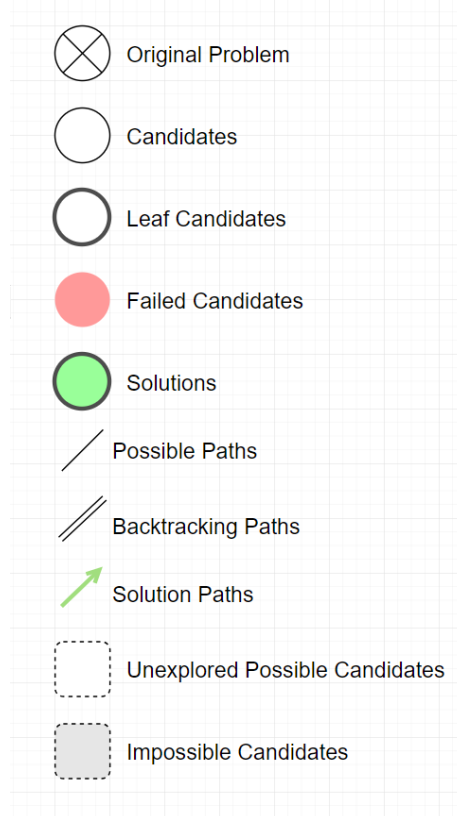 Original Problem
Candidates
Leaf Candidates
Failed Candidates
Solutions
Possible Paths
Backtracking Paths
Solution Paths
Unexplored Possible Candidates
Impossible Candidates